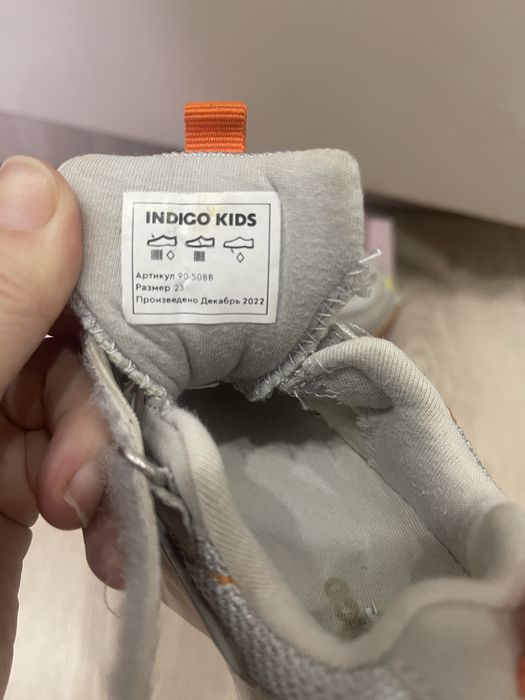 INDIGO KIDS
Артикул 90-508B
Размер 23
Произведено Декабрь 2022